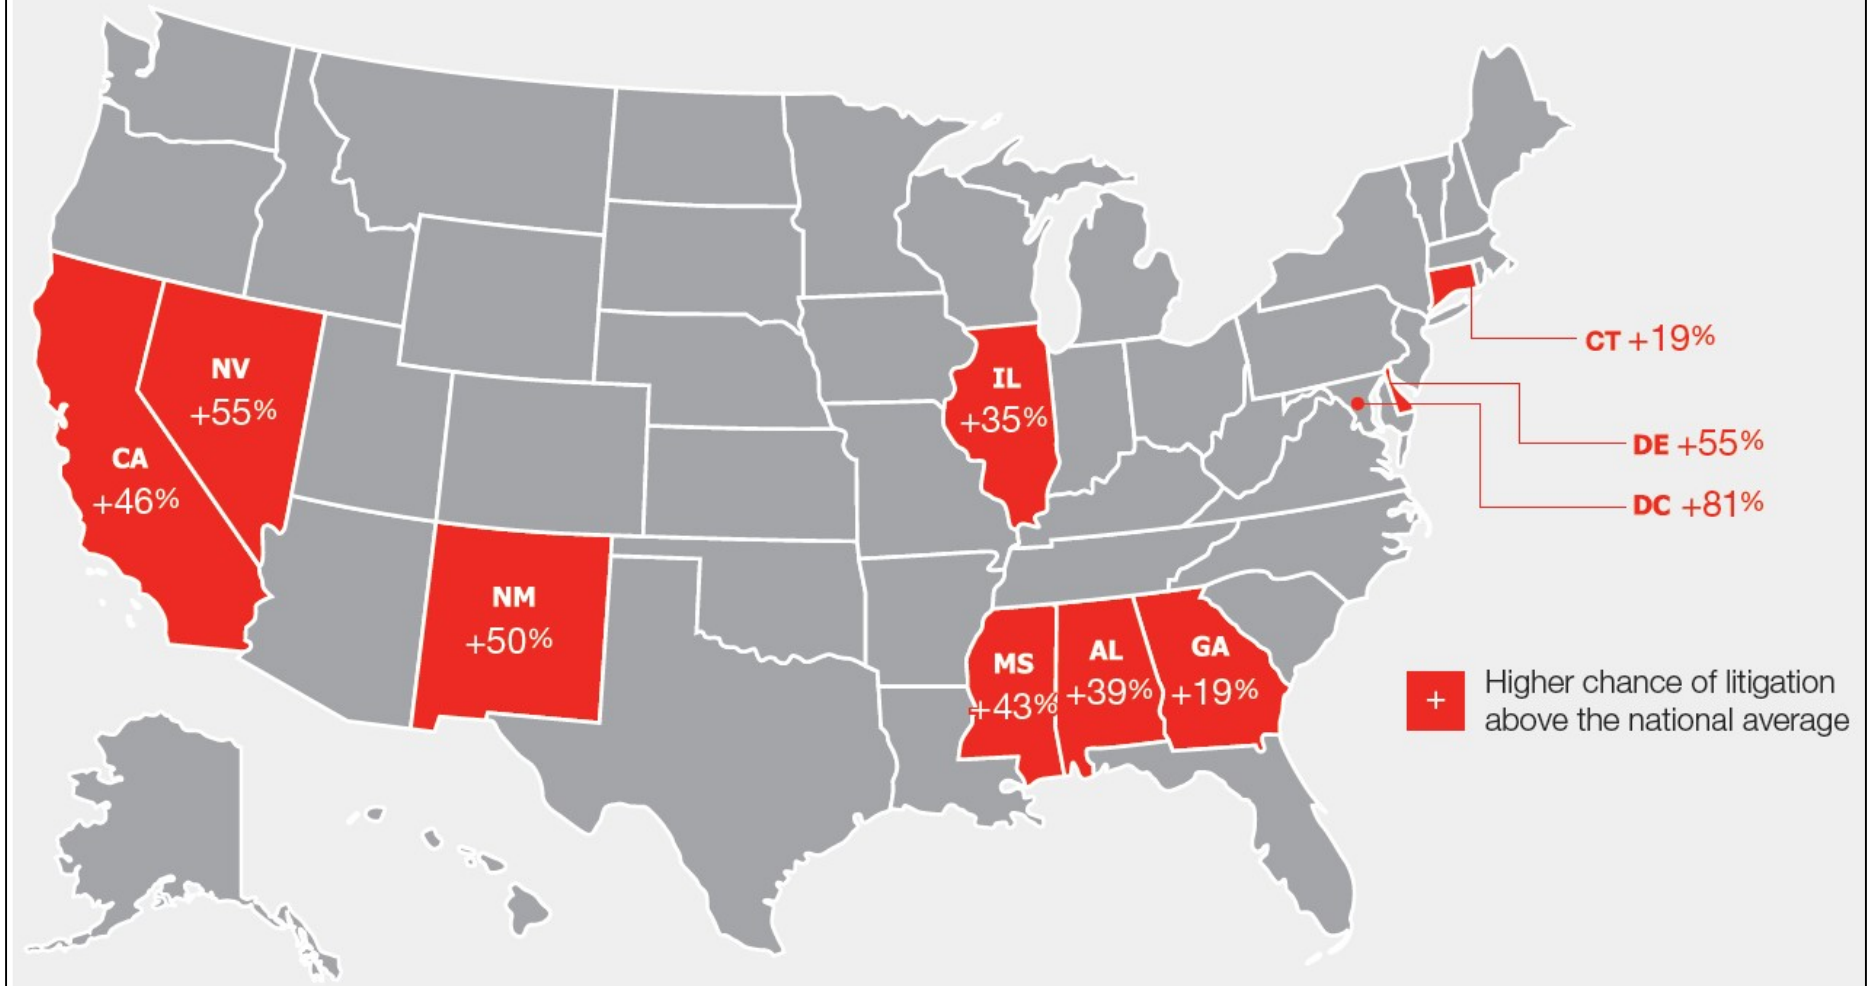 NV
+55%
CA
+46%
NM
+50%
IL
+35%
MS
+43%
AL
+39%
GA
+19%
CT +19%
DE +55%
DC +81%
+
Higher chance of litigation
above the national average